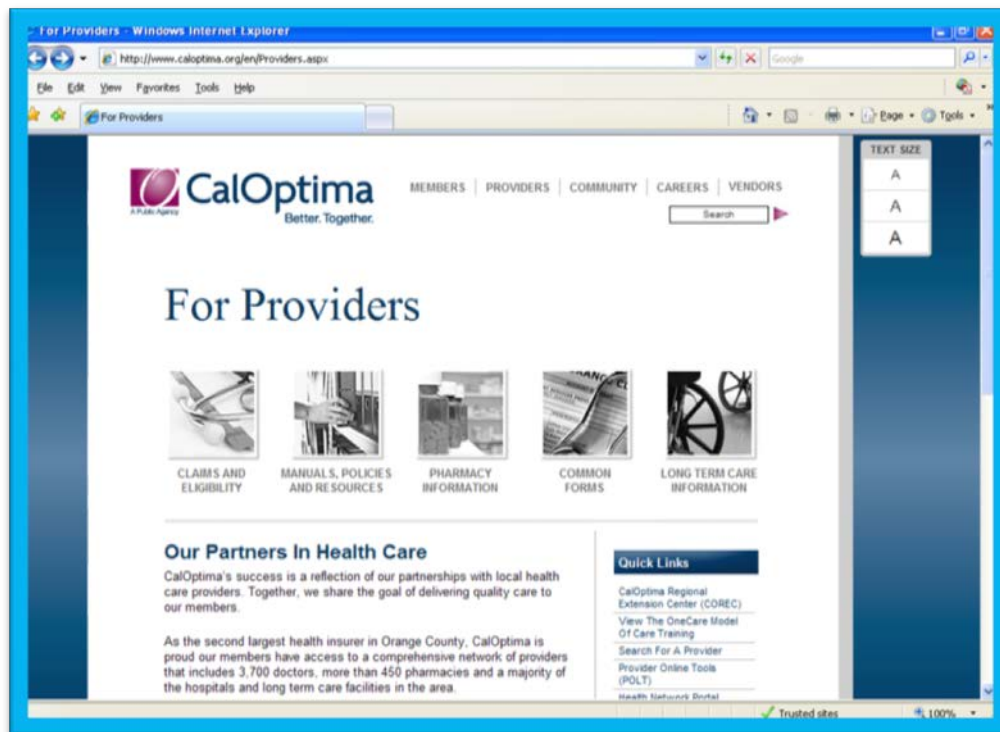 For Providers - Windows Internet Explorer
http://www.caloptima.org/en/Providers.aspx
Google
File Edit View Favorites Tools Help
For Providers
Page
Tools
TEXT SIZE
A
A
A
CalOptima
A Public Agency
Better. Together.
MEMBERS | PROVIDERS | COMMUNITY | CAREERS | VENDORS
Search
For Providers
CLAIMS AND
ELIGIBILITY
MANUALS, POLICIES
AND RESOURCES
PHARMACY
INFORMATION
COMMON
FORMS
LONG TERM CARE
INFORMATION
Our Partners In Health Care
CalOptima's success is a reflection of our partnerships with local health
care providers. Together, we share the goal of delivering quality care to
our members.
As the second largest health insurer in Orange County, CalOptima is
proud our members have access to a comprehensive network of providers
that includes 3,700 doctors, more than 450 pharmacies and a majority of
the hospitals and long term care facilities in the area.
Quick Links
CalOptima Regional
Extension Center (COREC)
View The OneCare Model
Of Care Training
Search For A Provider
Provider Online Tools
(POLT)
Health Network Portal
Trusted sites
100%